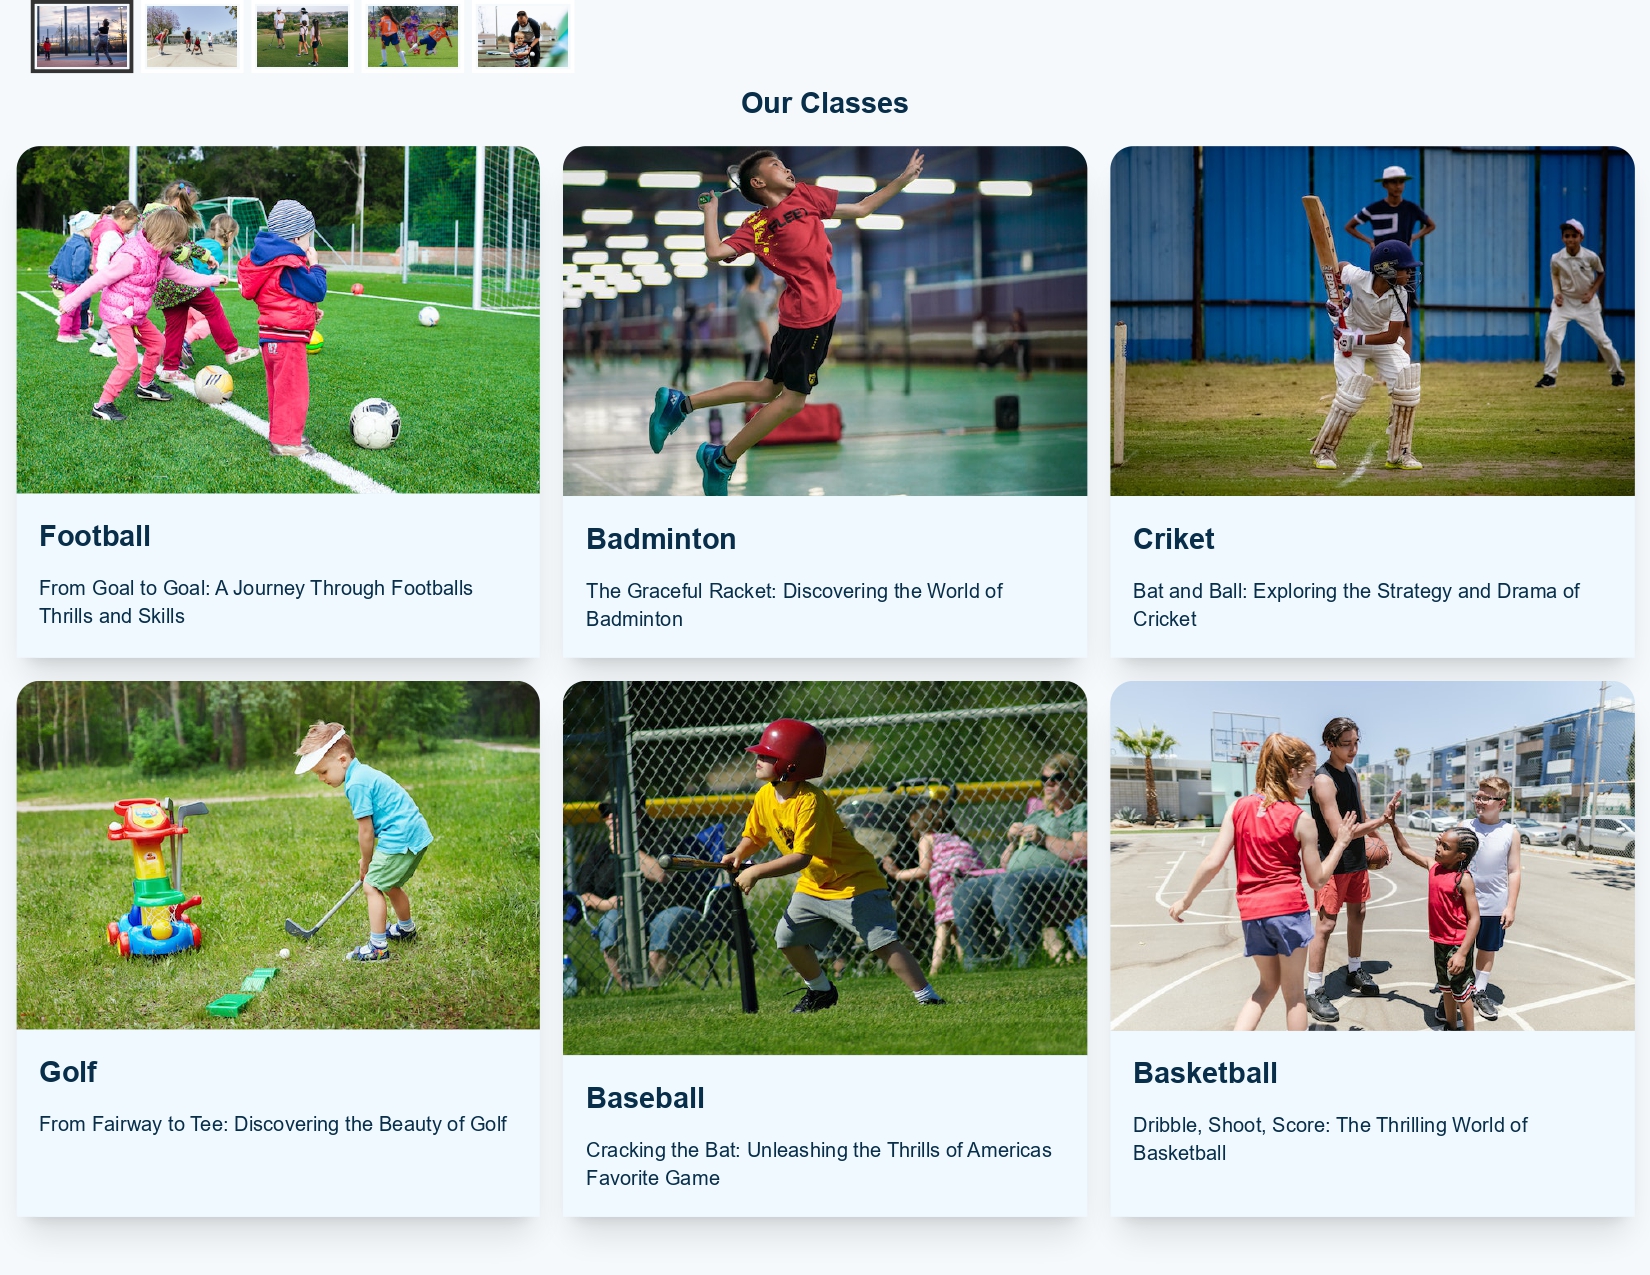 Our Classes
Football
From Goal to Goal: A Journey Through Footballs
Thrills and Skills
Badminton
The Graceful Racket: Discovering the World of
Badminton
Criket
Bat and Ball: Exploring the Strategy and Drama of
Cricket
Golf
From Fairway to Tee: Discovering the Beauty of Golf
Baseball
Cracking the Bat: Unleashing the Thrills of Americas
Favorite Game
Basketball
Dribble, Shoot, Score: The Thrilling World of
Basketball